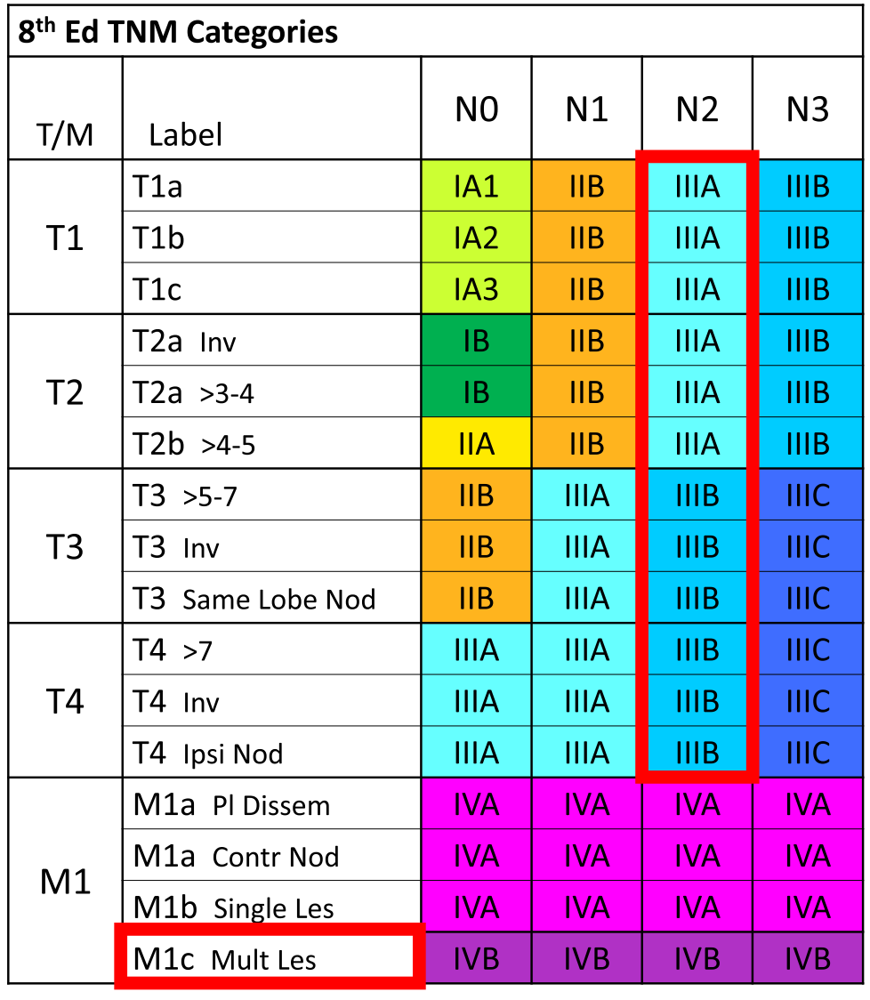 8th Ed TNM Categories
T/M Label N0 N1 N2 N3
T1a IA1 IIB IIIA IIIB
T1 T1b IA2 IIB IIIA IIIB
T1c IA3 IIB IIIA IIIB
T2a Inv IB IIB IIIA IIIB
T2 T2a >3-4 IB IIB IIIA IIIB
T2b >4-5 IIA IIB IIIA IIIB
T3 >5-7 IIB IIIA IIIB IIIC
T3 T3 Inv IIB IIIA IIIB IIIC
T3 Same Lobe Nod IIB IIIA IIIB IIIC
T4 >7 IIIA IIIA IIIB IIIC
T4 T4 Inv IIIA IIIA IIIB IIIC
T4 Ipsi Nod IIIA IIIA IIIB IIIC
M1a Pl Dissem IVA IVA IVA IVA
M1 M1a Contr Nod IVA IVA IVA IVA
M1b Single Les IVA IVA IVA IVA
M1c Mult Les IVB IVB IVB IVB